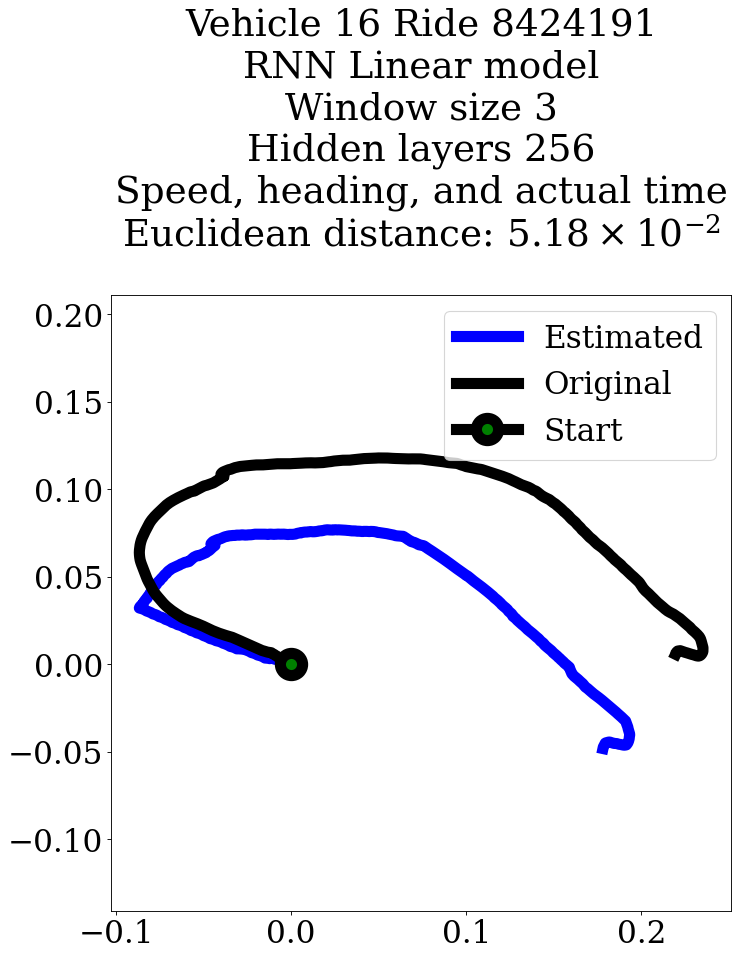 Vehicle 16 Ride 8424191
RNN Linear model
Window size 3
Hidden layers 256
Speed, heading, and actual time
Euclidean distance: 5.18 × 10⁻²
Estimated
Original
Start
0.20
0.15
0.10
0.05
0.00
−0.05
−0.10
−0.1 0.0 0.1 0.2